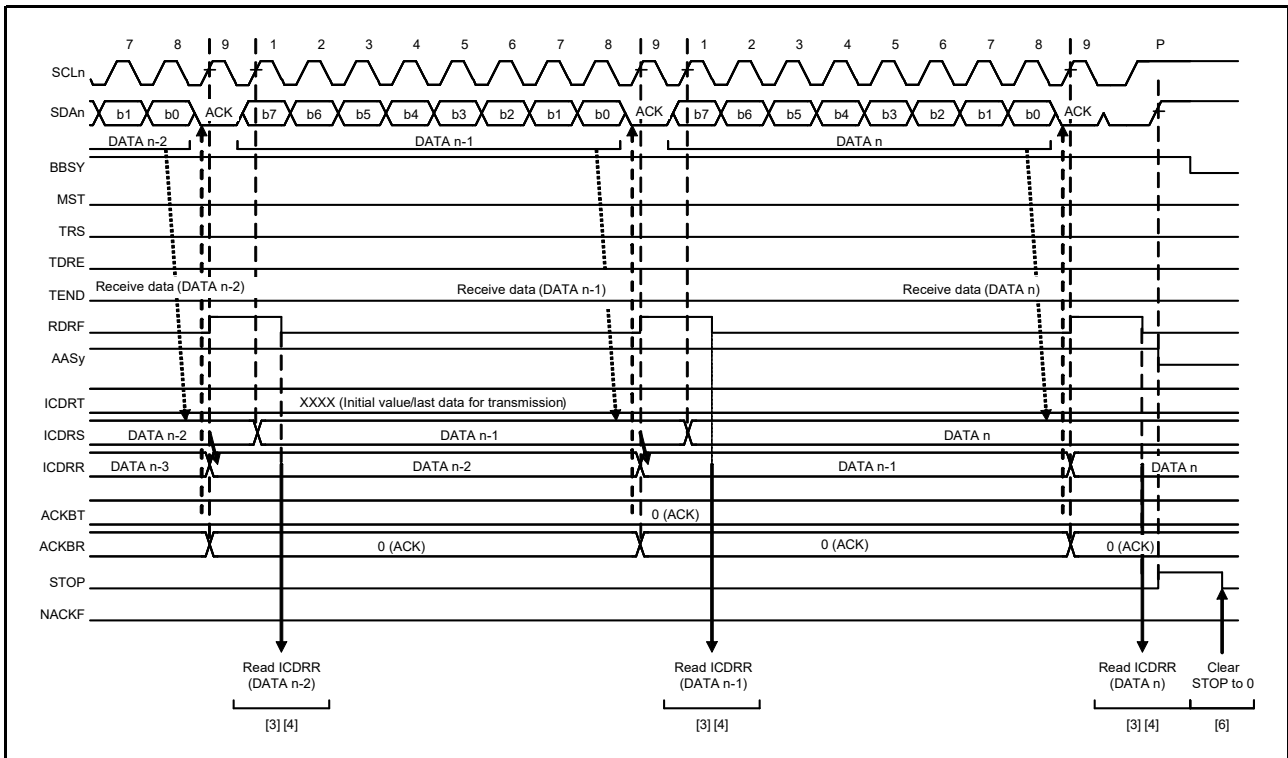 7 8 9 1 2 3 4 5 6 7 8 9 1 2 3 4 5 6 7 8 9 P
SCLn
SDAn b1 b0 ACK b7 b6 b5 b4 b3 b2 b1 b0 ACK b7 b6 b5 b4 b3 b2 b1 b0 ACK
DATA n-2 DATA n-1 DATA n
BBSY
MST
TRS
TDRE
Receive data (DATA n-2) Receive data (DATA n-1) Receive data (DATA n)
TEND
RDRF
AASy
ICDRT XXXX (Initial value/last data for transmission)
ICDRS DATA n-2 DATA n-1 DATA n
ICDRR DATA n-3 DATA n-2 DATA n-1 DATA n
ACKBT 0 (ACK)
ACKBR 0 (ACK) 0 (ACK) 0 (ACK)
STOP
NACKF
Read ICDRR Read ICDRR Read ICDRR Clear
(DATA n-2) (DATA n-1) (DATA n) STOP to 0
[3] [4] [3] [4] [3] [4] [6]